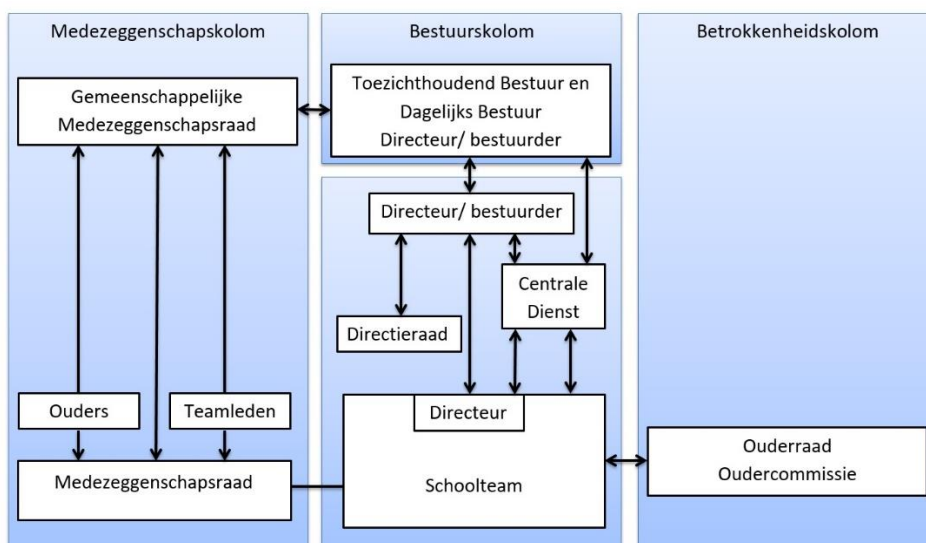 Medezeggenschapskolom
Gemeenschappelijke
Medezeggenschapsraad
Ouders
Teamleden
Medezeggenschapsraad
Bestuurskolom
Toezichthoudend Bestuur en
Dagelijks Bestuur
Directeur/ bestuurder
Directeur/ bestuurder
Centrale
Dienst
Directieraad
Directeur
Schoolteam
Betrokkenheidskolom
Ouderraad
Oudercommissie